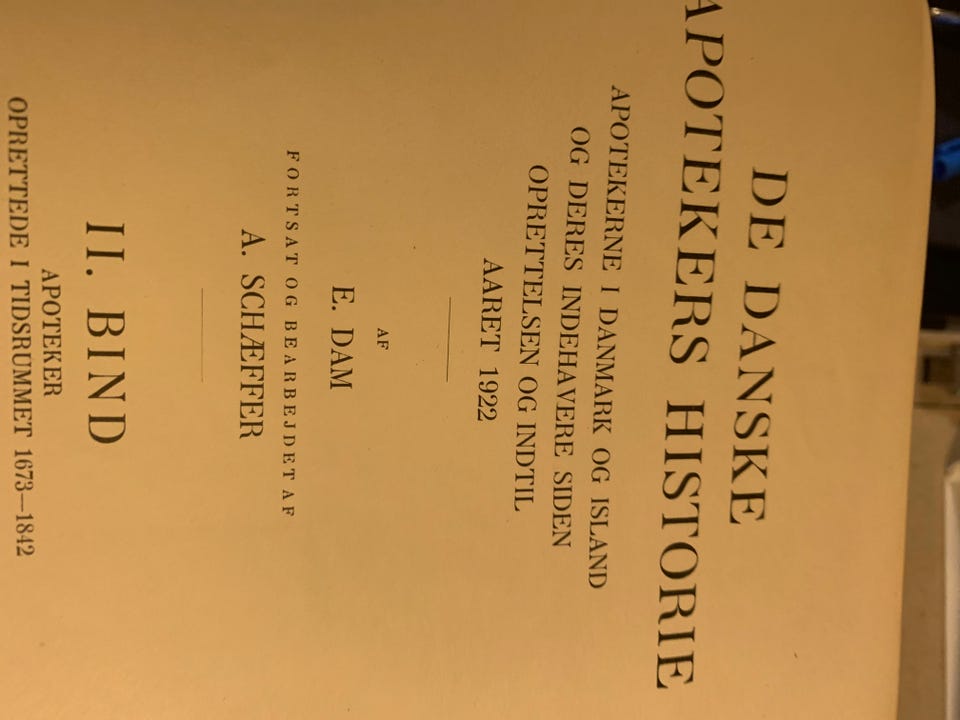 DE DANSKE
APOTEKERS HISTORIE
APOTEKERNE I DANMARK OG ISLAND
OG DERES INDEHAVERE SIDEN
OPRETTELSEN OG INDTIL
AARET 1922
AF
E. DAM
FORTSAT OG BEARBEJDET AF
A. SCHÆFFER
II. BIND
APOTEKER
OPRETTEDE I TIDSRUMMET 1673—1842